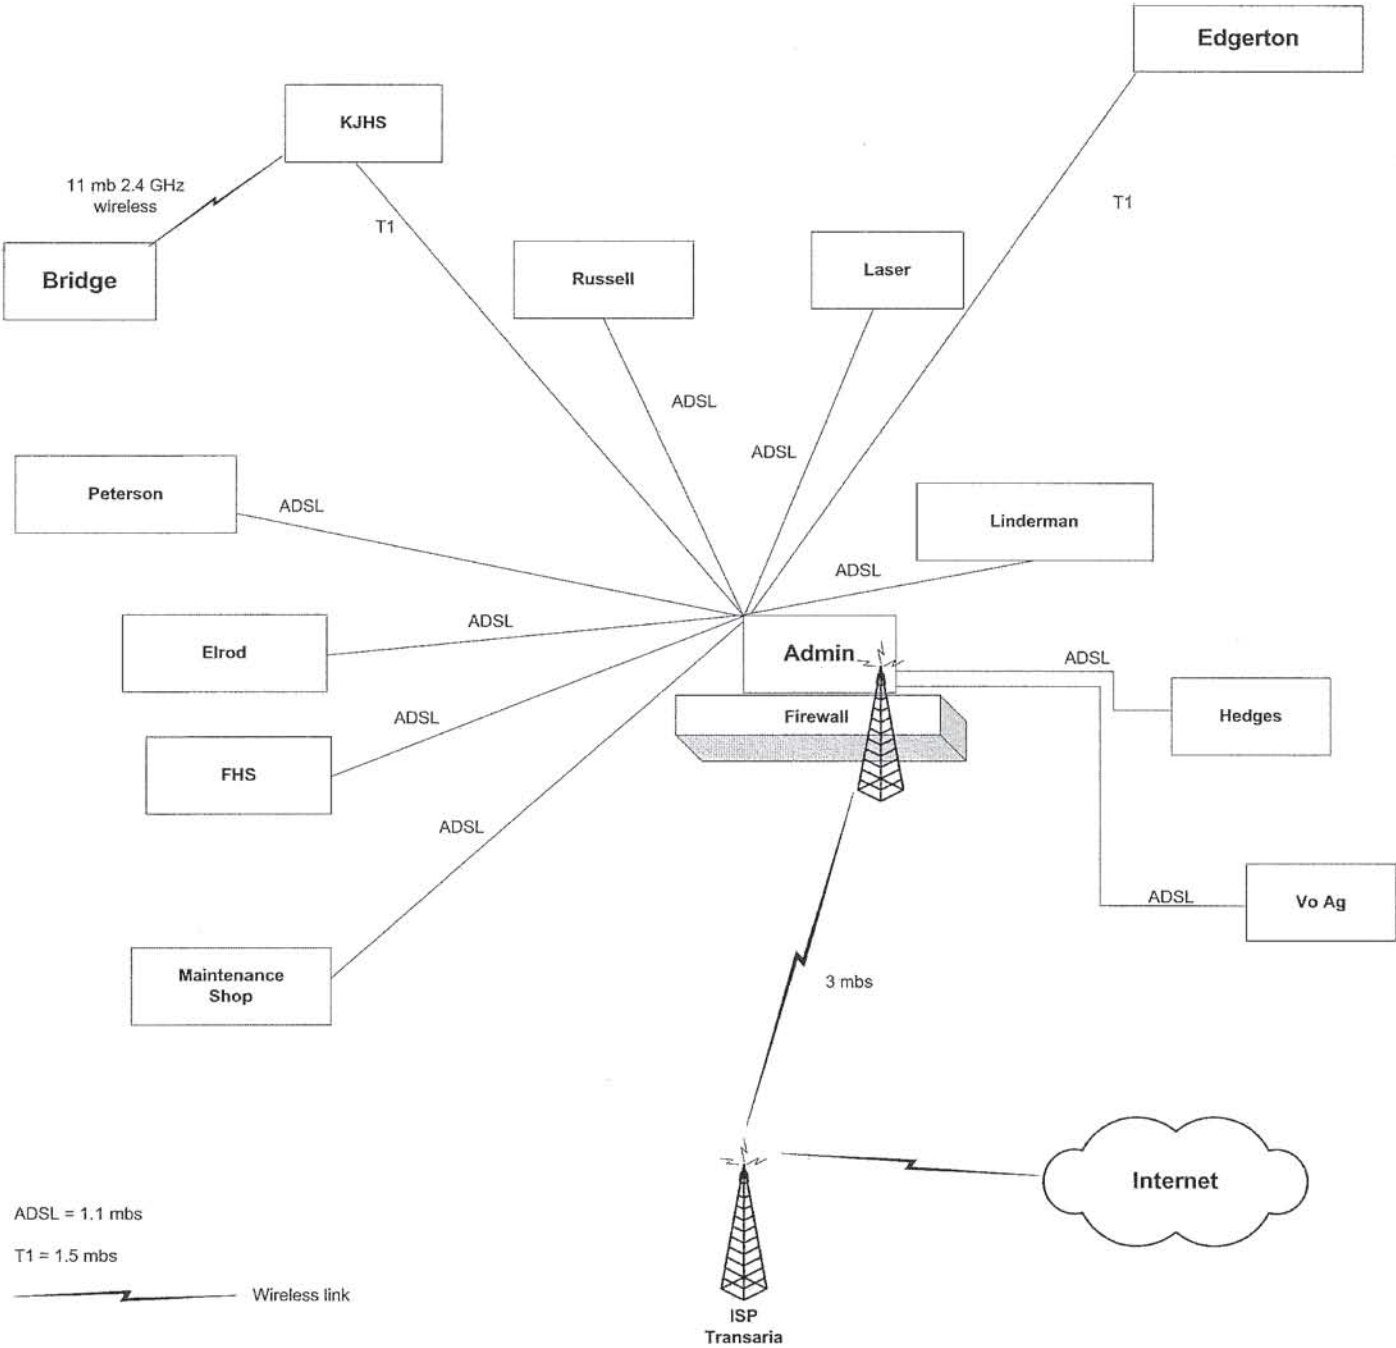 Edgerton
KJHS
11 mb 2.4 GHz
wireless
T1
T1
Bridge
Russell
Laser
ADSL
ADSL
Peterson
ADSL
Linderman
ADSL
ADSL
Elrod
Admin
ADSL
Hedges
Firewall
ADSL
FHS
ADSL
ADSL
Vo Ag
Maintenance
Shop
3 mbs
Internet
ADSL = 1.1 mbs
T1 = 1.5 mbs
Wireless link
ISP
Transaria